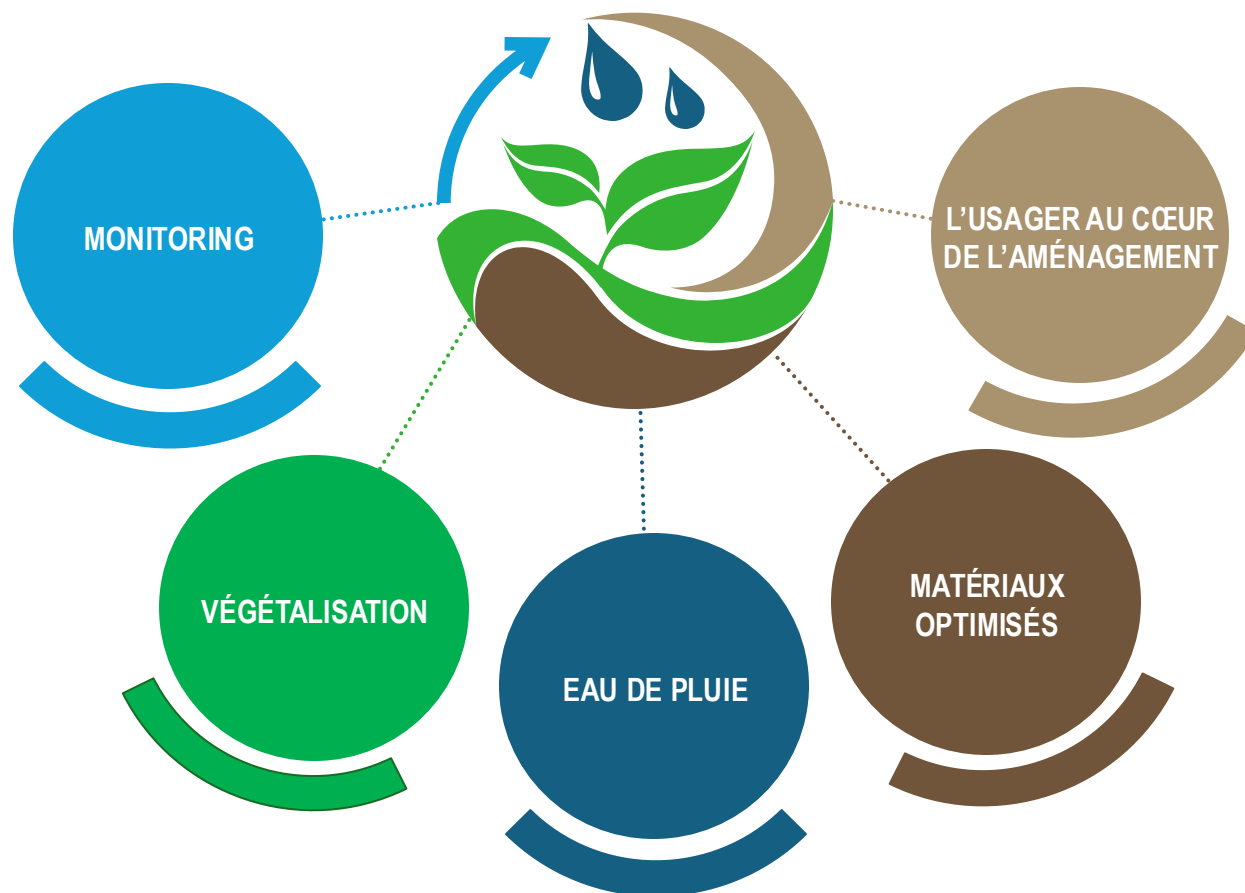 MONITORING
L’USAGER AU CŒUR
DE L’AMÉNAGEMENT
VÉGÉTALISATION
MATÉRIAUX
OPTIMISÉS
EAU DE PLUIE